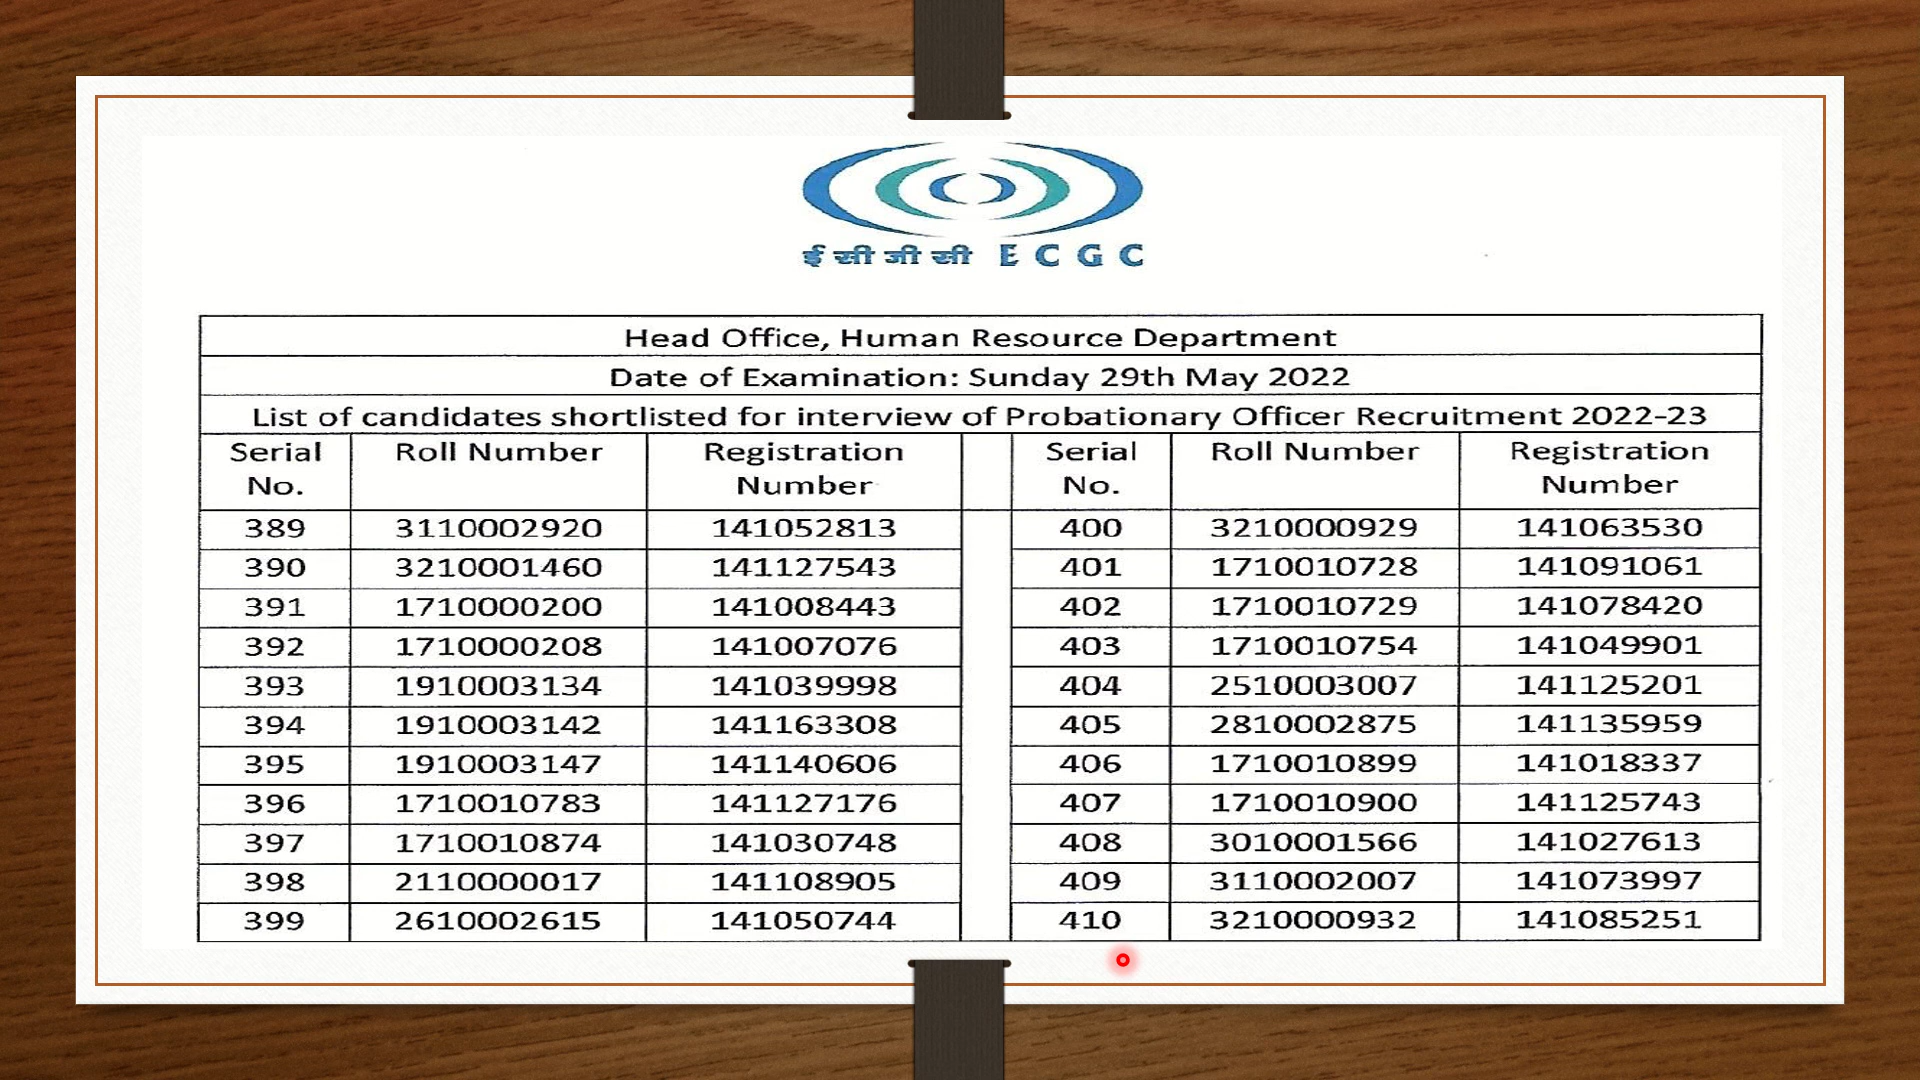 ई सी जी सी E C G C
Head Office, Human Resource Department
Date of Examination: Sunday 29th May 2022
List of candidates shortlisted for interview of Probationary Officer Recruitment 2022-23
Serial No. Roll Number Registration Number Serial No. Roll Number Registration Number
389 3110002920 141052813 400 3210000929 141063530
390 3210001460 141127543 401 1710010728 141091061
391 1710000200 141008443 402 1710010729 141078420
392 1710000208 141007076 403 1710010754 141049901
393 1910003134 141039998 404 2510003007 141125201
394 1910003142 141163308 405 2810002875 141135959
395 1910003147 141140606 406 1710010899 141018337
396 1710010783 141127176 407 1710010900 141125743
397 1710010874 141030748 408 3010001566 141027613
398 2110000017 141108905 409 3110002007 141073997
399 2610002615 141050744 410 3210000932 141085251